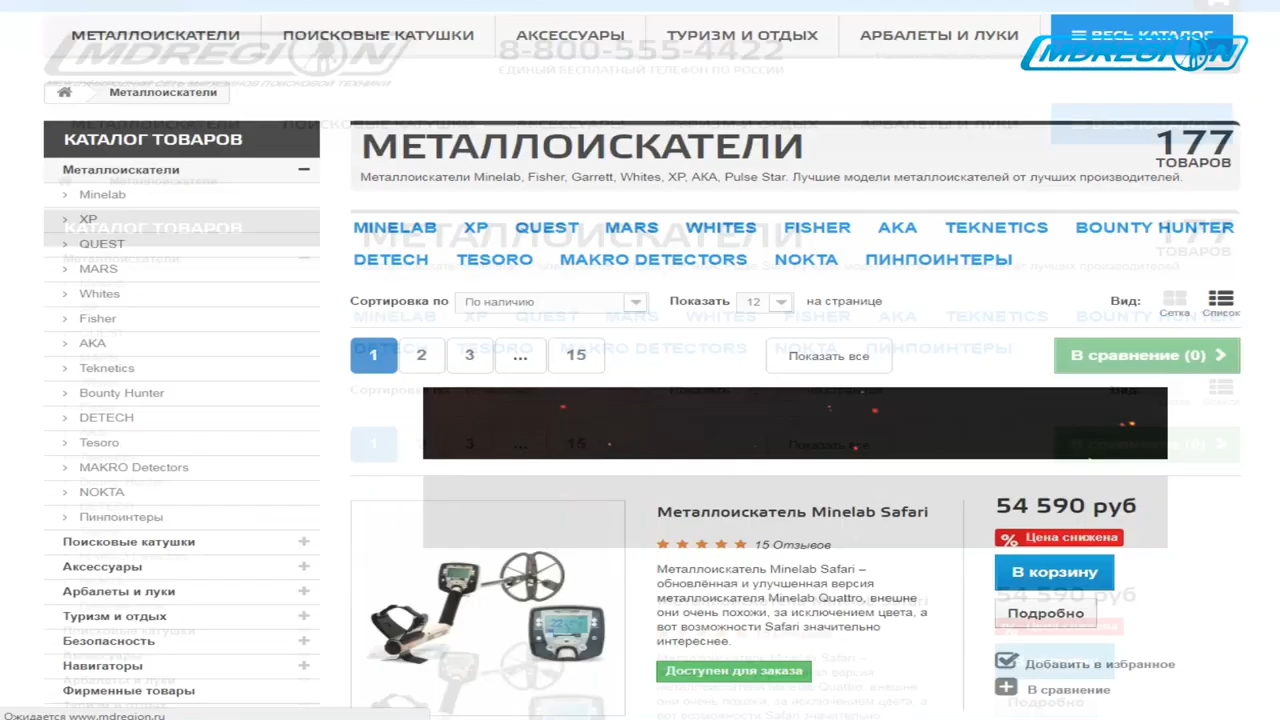 МЕТАЛЛОИСКАТЕЛИ
ПОИСКОВЫЕ КАТУШКИ
АКСЕССУАРЫ
ТУРИЗМ И ОТДЫХ
АРБАЛЕТЫ И ЛУКИ
ВЕСЬ КАТАЛОГ
MDREGION
MDREGION
8-800-555-4422
ЕДИНЫЙ БЕСПЛАТНЫЙ ТЕЛЕФОН ПО РОССИИ
Металлоискатели
КАТАЛОГ ТОВАРОВ
Металлоискатели
Minelab
XP
QUEST
MARS
Whites
Fisher
AKA
Teknetics
Bounty Hunter
DETECH
Tesoro
MAKRO Detectors
NOKTA
Пинпоинтеры
Поисковые катушки
Аксессуары
Арбалеты и луки
Туризм и отдых
Безопасность
Навигаторы
Фирменные товары
МЕТАЛЛОИСКАТЕЛИ
177
ТОВАРОВ
Металлоискатели Minelab, Fisher, Garrett, Whites, XP, АКА, Pulse Star. Лучшие модели металлоискателей от лучших производителей.
MINELAB XP QUEST MARS WHITES FISHER AKA TEKNETICS BOUNTY HUNTER
DETECH TESORO MAKRO DETECTORS NOKTA ПИНПОИНТЕРЫ
Сортировка по По наличию Показать 12 на странице Вид:
Сетка Список
1 2 3 ... 15 Показать все В сравнение (0)
Металлоискатель Minelab Safari
15 Отзывов
Металлоискатель Minelab Safari –
обновлённая и улучшенная версия
металлоискателя Minelab Quattro, внешне
они очень похожи, за исключением цвета, а
вот возможности Safari значительно
интереснее.
Доступен для заказа
54 590 руб
Цена снижена
В корзину
Подробно
Добавить в избранное
В сравнение
Ожидается www.mdregion.ru